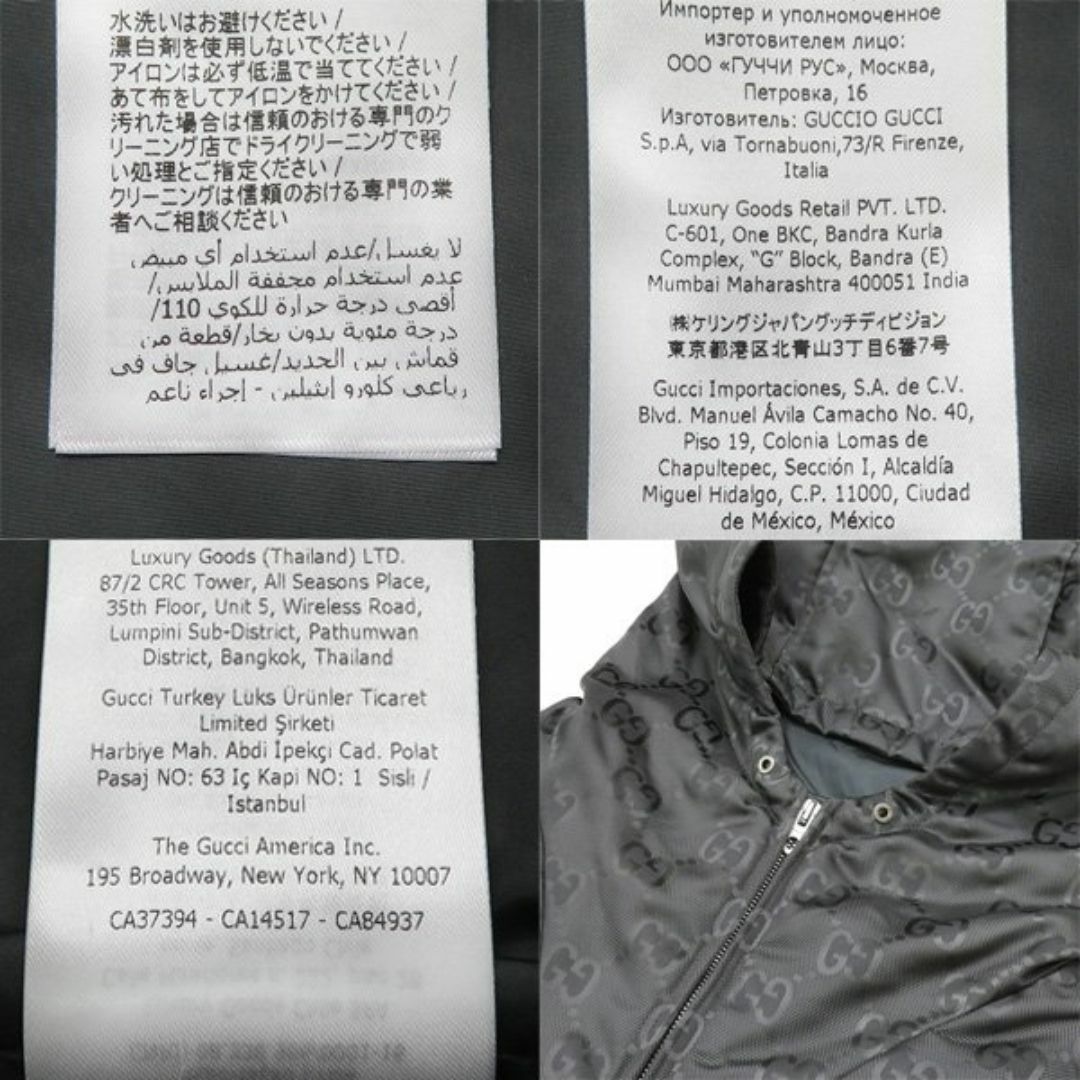 水洗いはお避けください /
漂白剤を使用しないでください /
アイロンは必ず低温で当ててください /
あて布をしてアイロンをかけてください /
汚れた場合は信頼のおける専門のク
リーニング店でドライクリーニングで弱
い処理とご指定ください /
クリーニングは信頼のおける専門の業
者へご相談ください
لا يغسل/عدم استخدام أي مبيض
عدم استخدام مجففة الملابس/
أقصى درجة حرارة للكوي 110/
درجة مئوية بدون بخار/قطعة من
قماش بين الحديد/غسيل جاف في
رباعي كلورو إيثيلين - إجراء ناعم
Импортер и уполномоченное
изготовителем лицо:
ООО «ГУЧЧИ РУС», Москва,
Петровка, 16
Изготовитель: GUCCIO GUCCI
S.p.A, via Tornabuoni,73/R Firenze,
Italia
Luxury Goods Retail PVT. LTD.
C-601, One BKC, Bandra Kurla
Complex, "G" Block, Bandra (E)
Mumbai Maharashtra 400051 India
㈱ケリングジャパングッチディビジョン
東京都港区北青山3丁目6番7号
Gucci Importaciones, S.A. de C.V.
Blvd. Manuel Ávila Camacho No. 40,
Piso 19, Colonia Lomas de
Chapultepec, Sección I, Alcaldía
Miguel Hidalgo, C.P. 11000, Ciudad
de México, México
Luxury Goods (Thailand) LTD.
87/2 CRC Tower, All Seasons Place,
35th Floor, Unit 5, Wireless Road,
Lumpini Sub-District, Pathumwan
District, Bangkok, Thailand
Gucci Turkey Lüks Ürünler Ticaret
Limited Şirketi
Harbiye Mah. Abdi İpekçi Cad. Polat
Pasaj NO: 63 Iç Kapi NO: 1 Sisli /
Istanbul
The Gucci America Inc.
195 Broadway, New York, NY 10007
CA37394 - CA14517 - CA84937